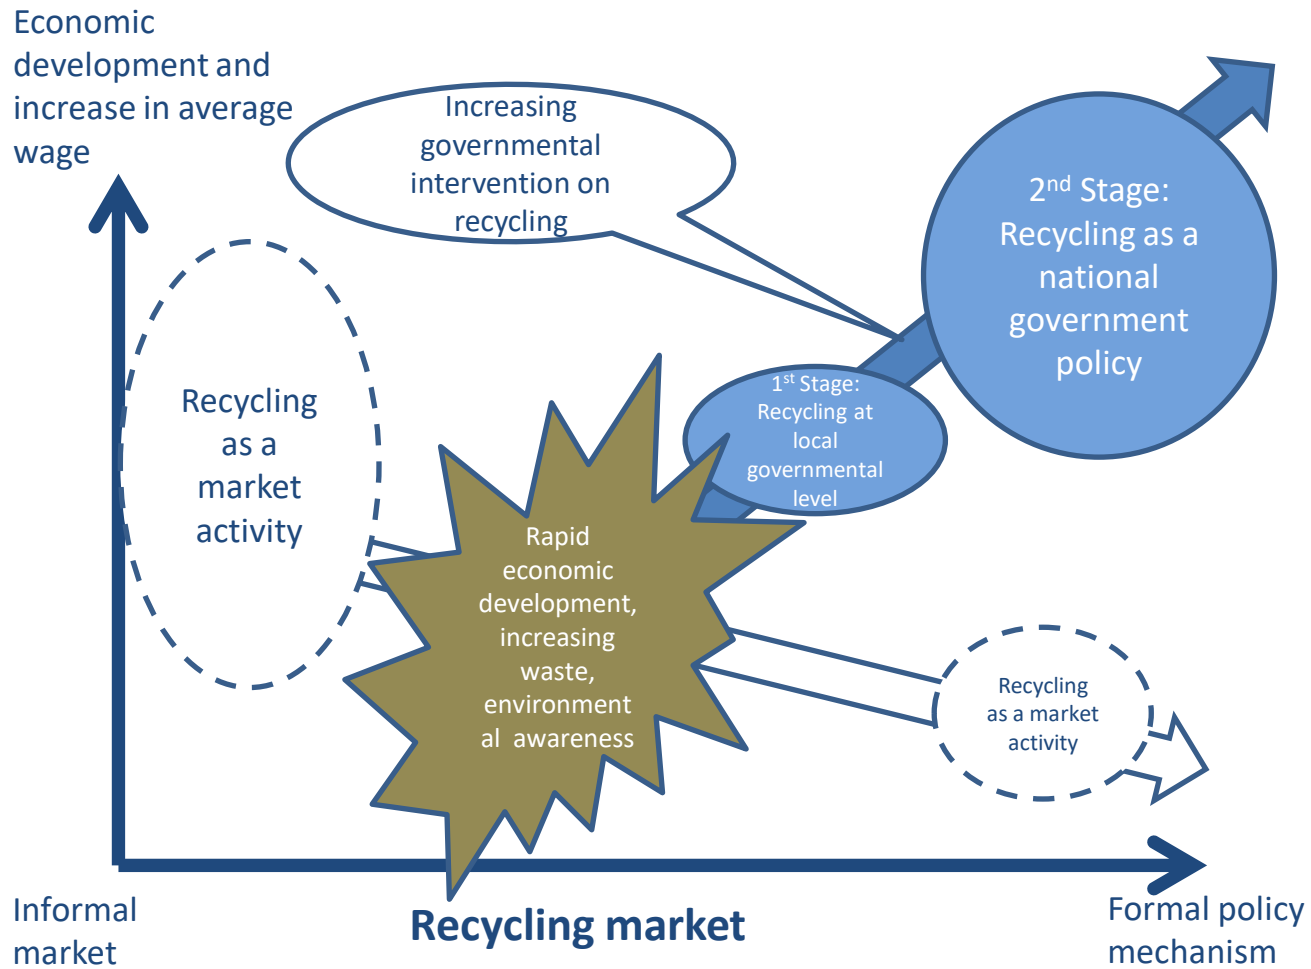 Economic
development and
increase in average
wage
Increasing
governmental
intervention on
recycling
2nd Stage:
Recycling as a
national
government
policy
1st Stage:
Recycling at
local
governmental
level
Recycling
as a
market
activity
Rapid
economic
development,
increasing
waste,
environment
al awareness
Recycling
as a market
activity
Informal
market
Recycling market
Formal policy
mechanism